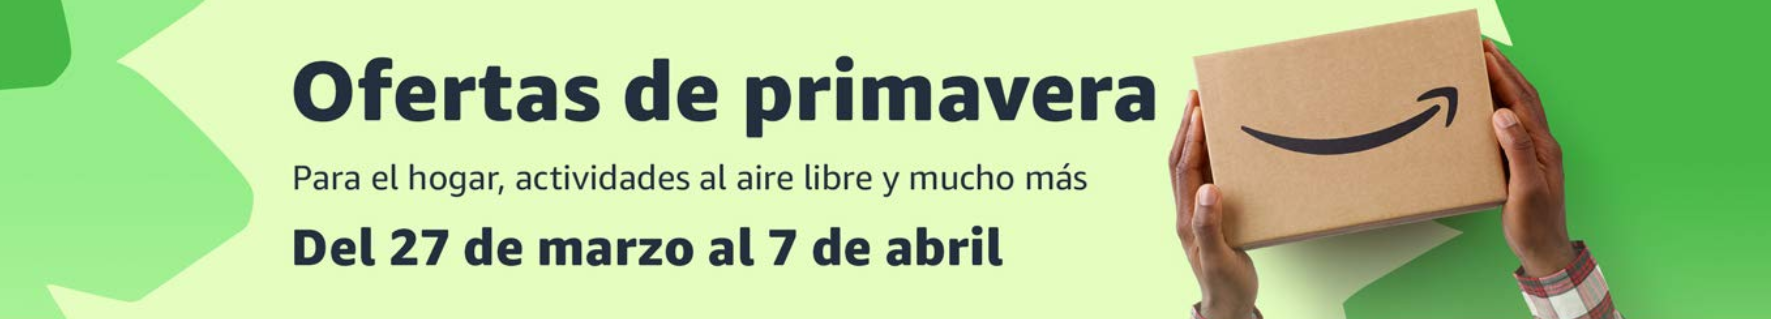 Ofertas de primavera
Para el hogar, actividades al aire libre y mucho más
Del 27 de marzo al 7 de abril